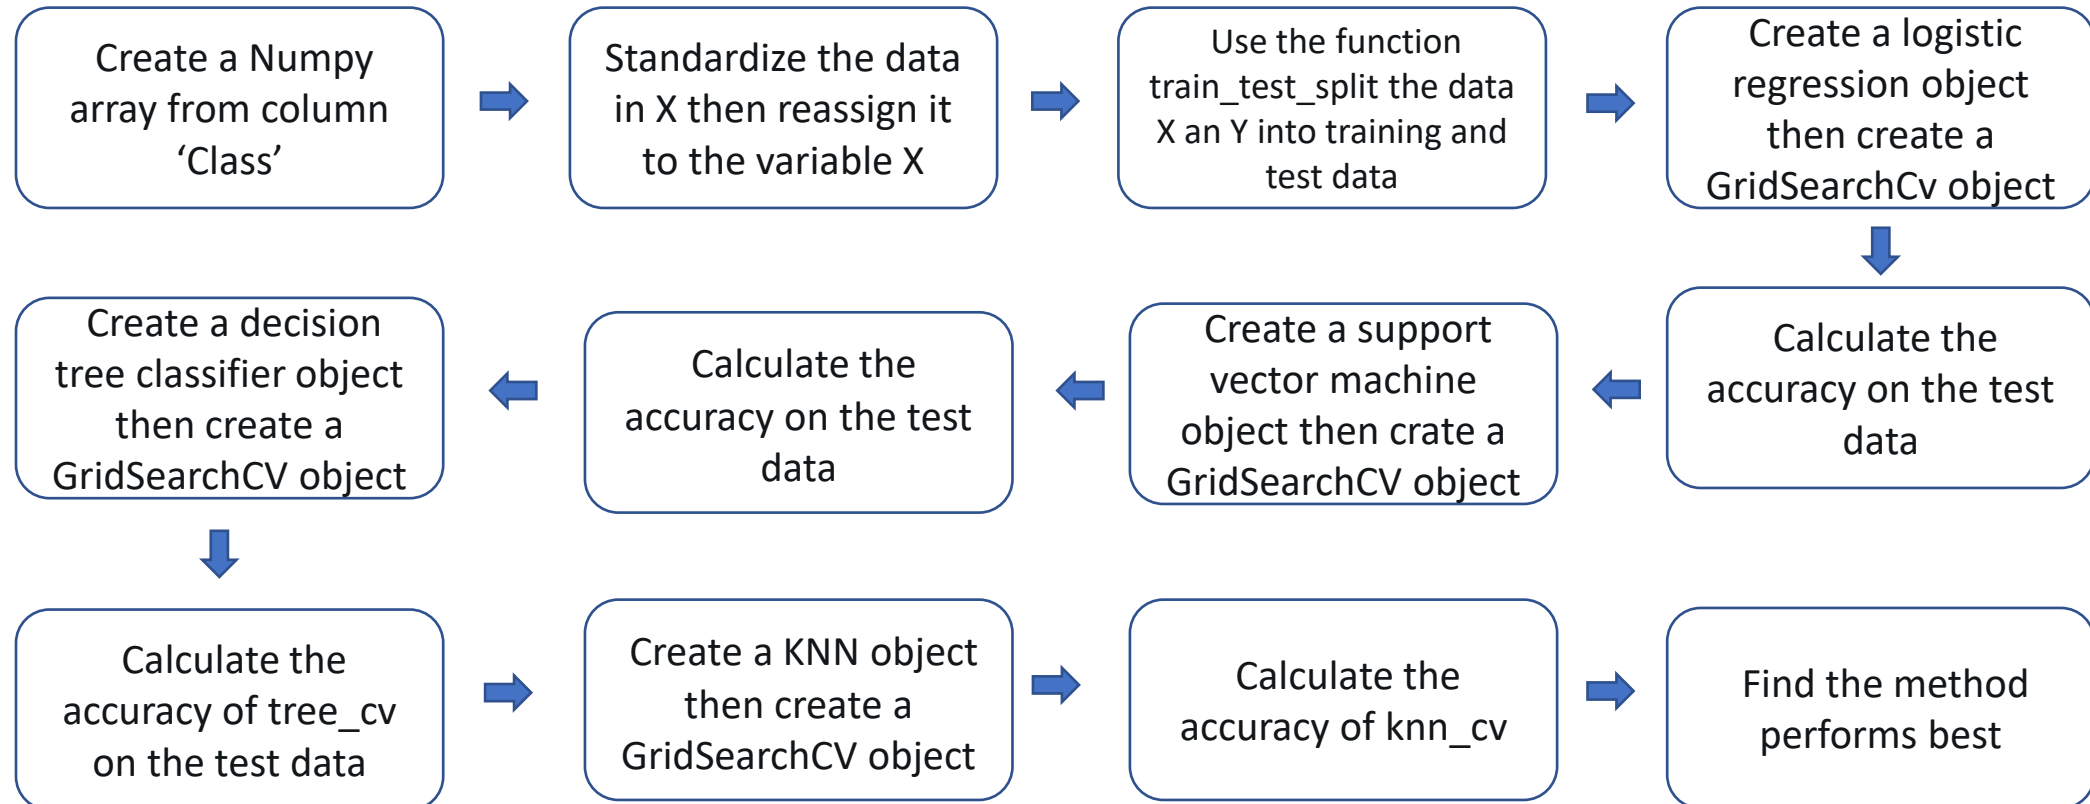 Create a Numpy
array from column
‘Class’
Standardize the data
in X then reassign it
to the variable X
Use the function
train_test_split the data
X an Y into training and
test data
Create a logistic
regression object
then create a
GridSearchCv object
Calculate the
accuracy on the test
data
Create a support
vector machine
object then crate a
GridSearchCV object
Calculate the
accuracy on the test
data
Create a decision
tree classifier object
then create a
GridSearchCV object
Calculate the
accuracy of tree_cv
on the test data
Create a KNN object
then create a
GridSearchCV object
Calculate the
accuracy of knn_cv
Find the method
performs best